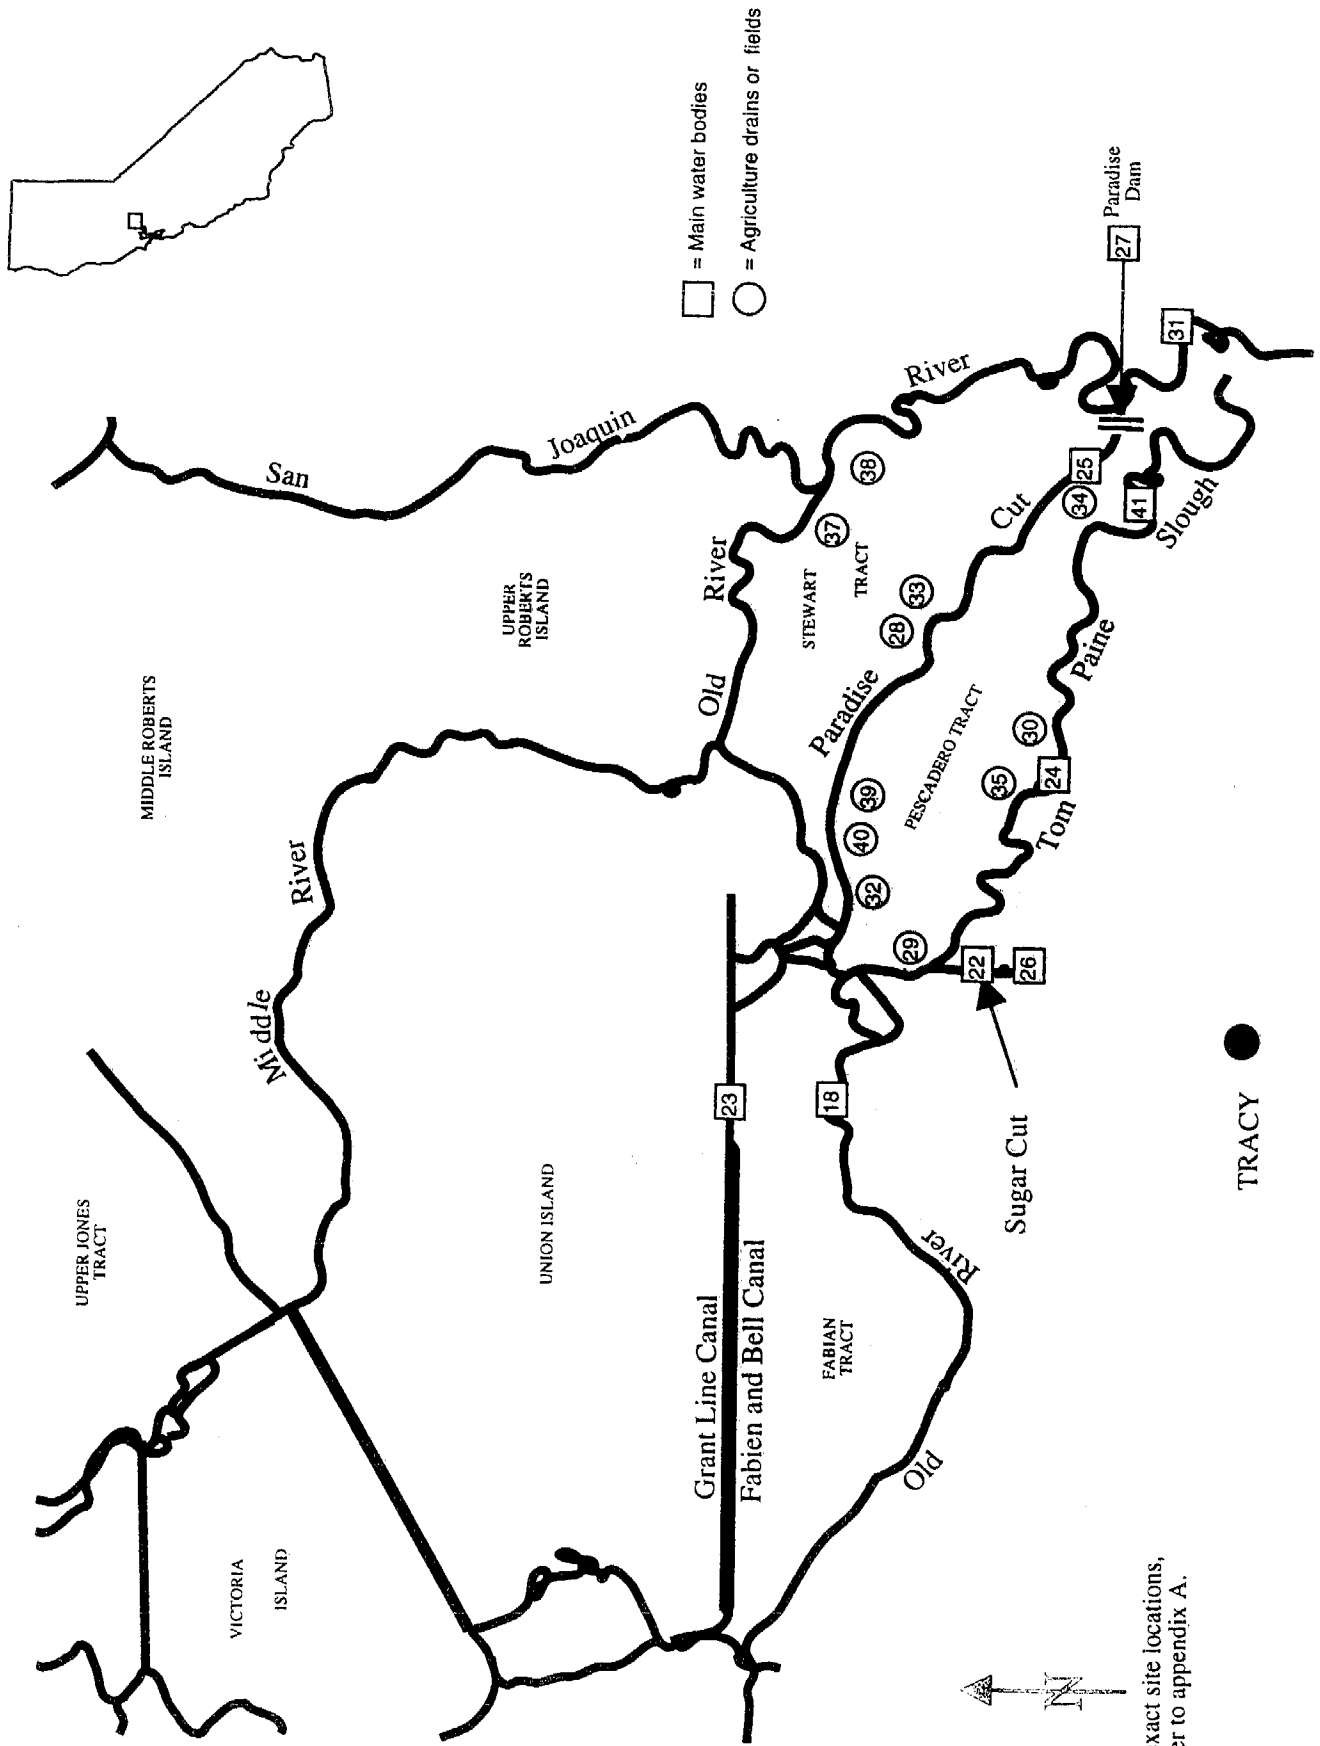 = Main water bodies
= Agriculture drains or fields
San
Joaquin
River
MIDDLE ROBERTS
ISLAND
UPPER
ROBERTS
ISLAND
Old
River
STEWART
TRACT
37
38
28
33
Paradise
Cut
34
25
27
Paradise
Dam
31
41
PESCADERO TRACT
39
40
32
29
30
35
24
Tom
Paine
Slough
22
26
Sugar Cut
Middle
River
UPPER JONES
TRACT
UNION ISLAND
VICTORIA
ISLAND
23
Grant Line Canal
Fabien and Bell Canal
18
FABIAN
TRACT
Old
River
TRACY
N
xact site locations,
er to appendix A.